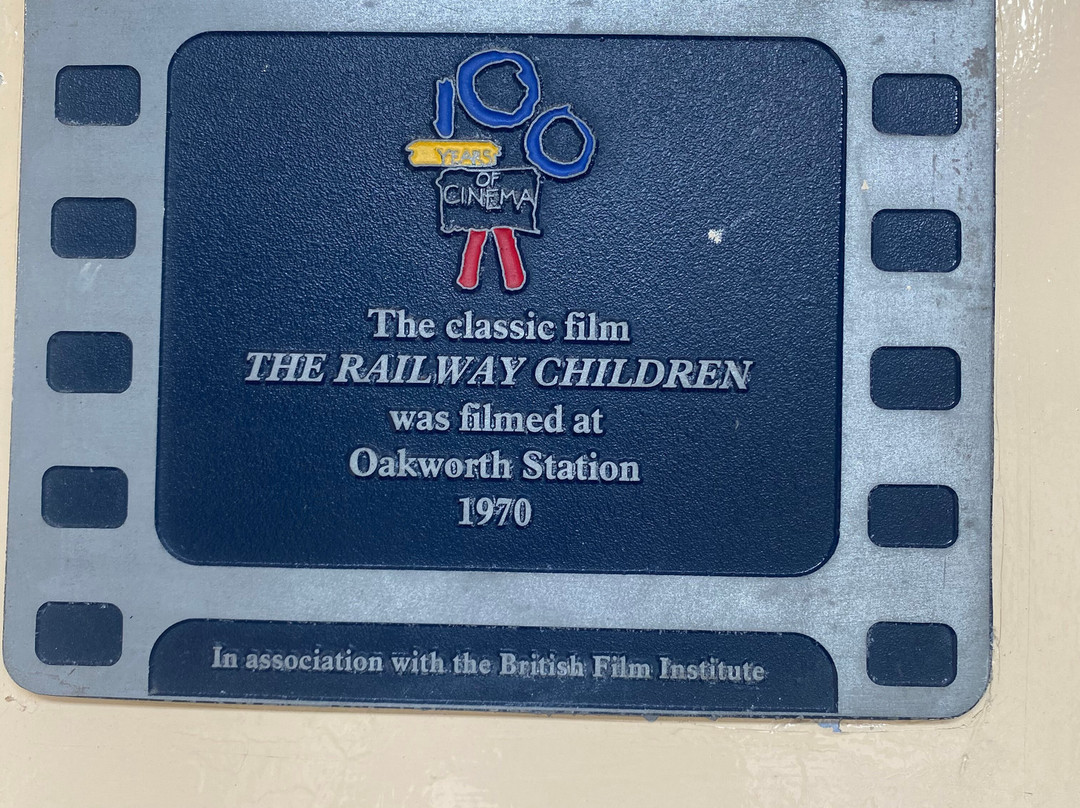 100
YEARS
OF
CINEMA
The classic film
THE RAILWAY CHILDREN
was filmed at
Oakworth Station
1970
In association with the British Film Institute